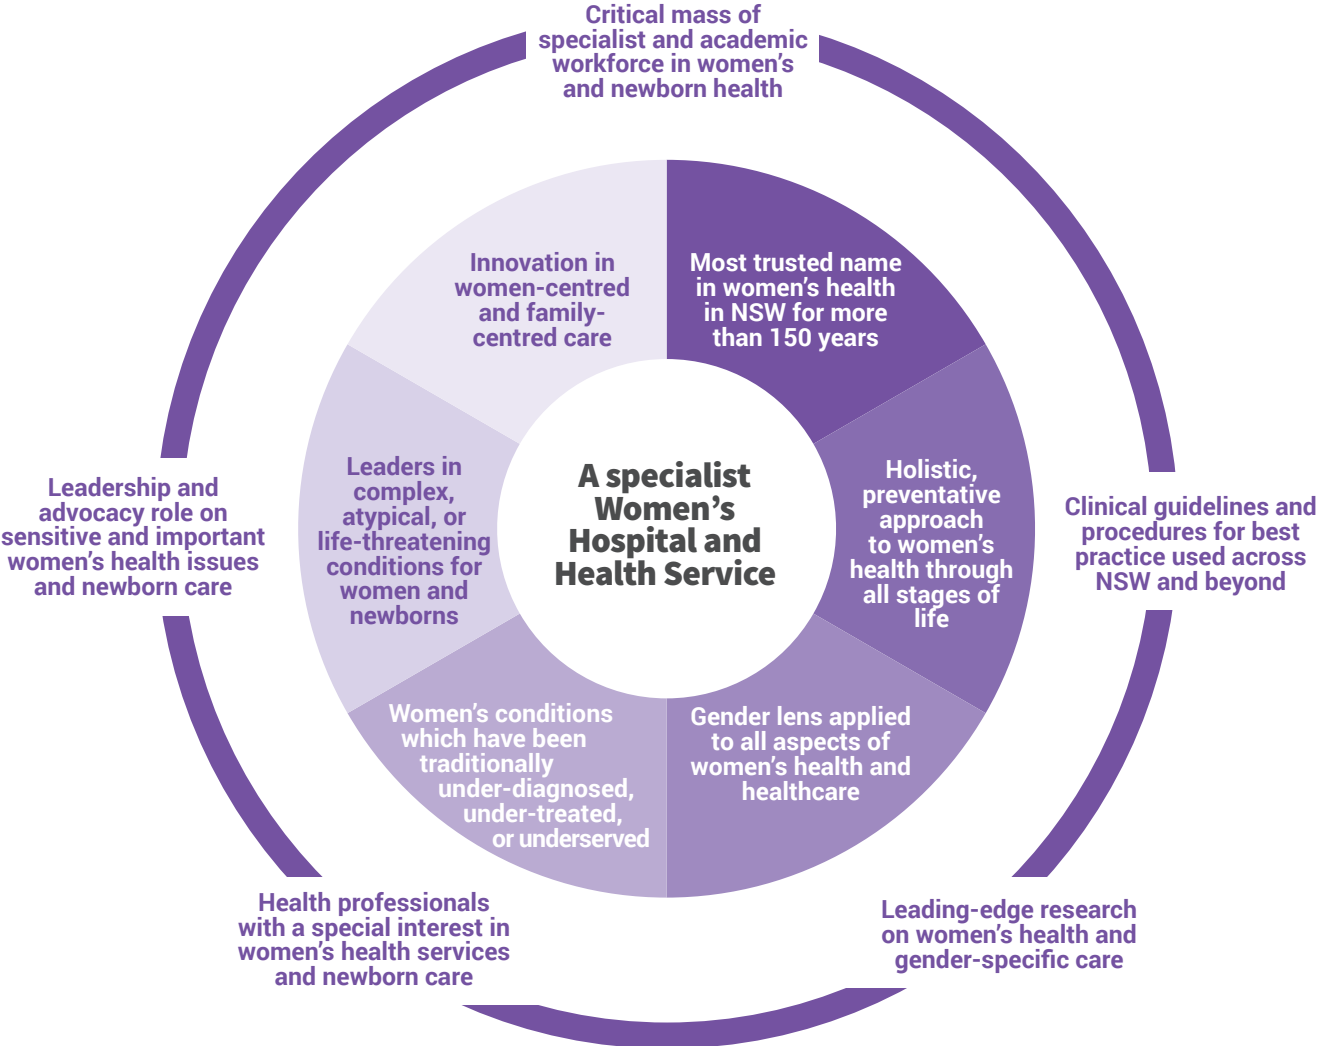 Critical mass of
specialist and academic
workforce in women’s
and newborn health
Innovation in
women-centred
and family-
centred care
Most trusted name
in women’s health
in NSW for more
than 150 years
Leaders in
complex,
atypical, or
life-threatening
conditions for
women and
newborns
A specialist
Women’s
Hospital and
Health Service
Holistic,
preventative
approach
to women’s
health through
all stages of
life
Leadership and
advocacy role on
sensitive and important
women’s health issues
and newborn care
Clinical guidelines and
procedures for best
practice used across
NSW and beyond
Women’s conditions
which have been
traditionally
under-diagnosed,
under-treated,
or underserved
Gender lens applied
to all aspects of
women’s health and
healthcare
Health professionals
with a special interest in
women’s health services
and newborn care
Leading-edge research
on women’s health and
gender-specific care